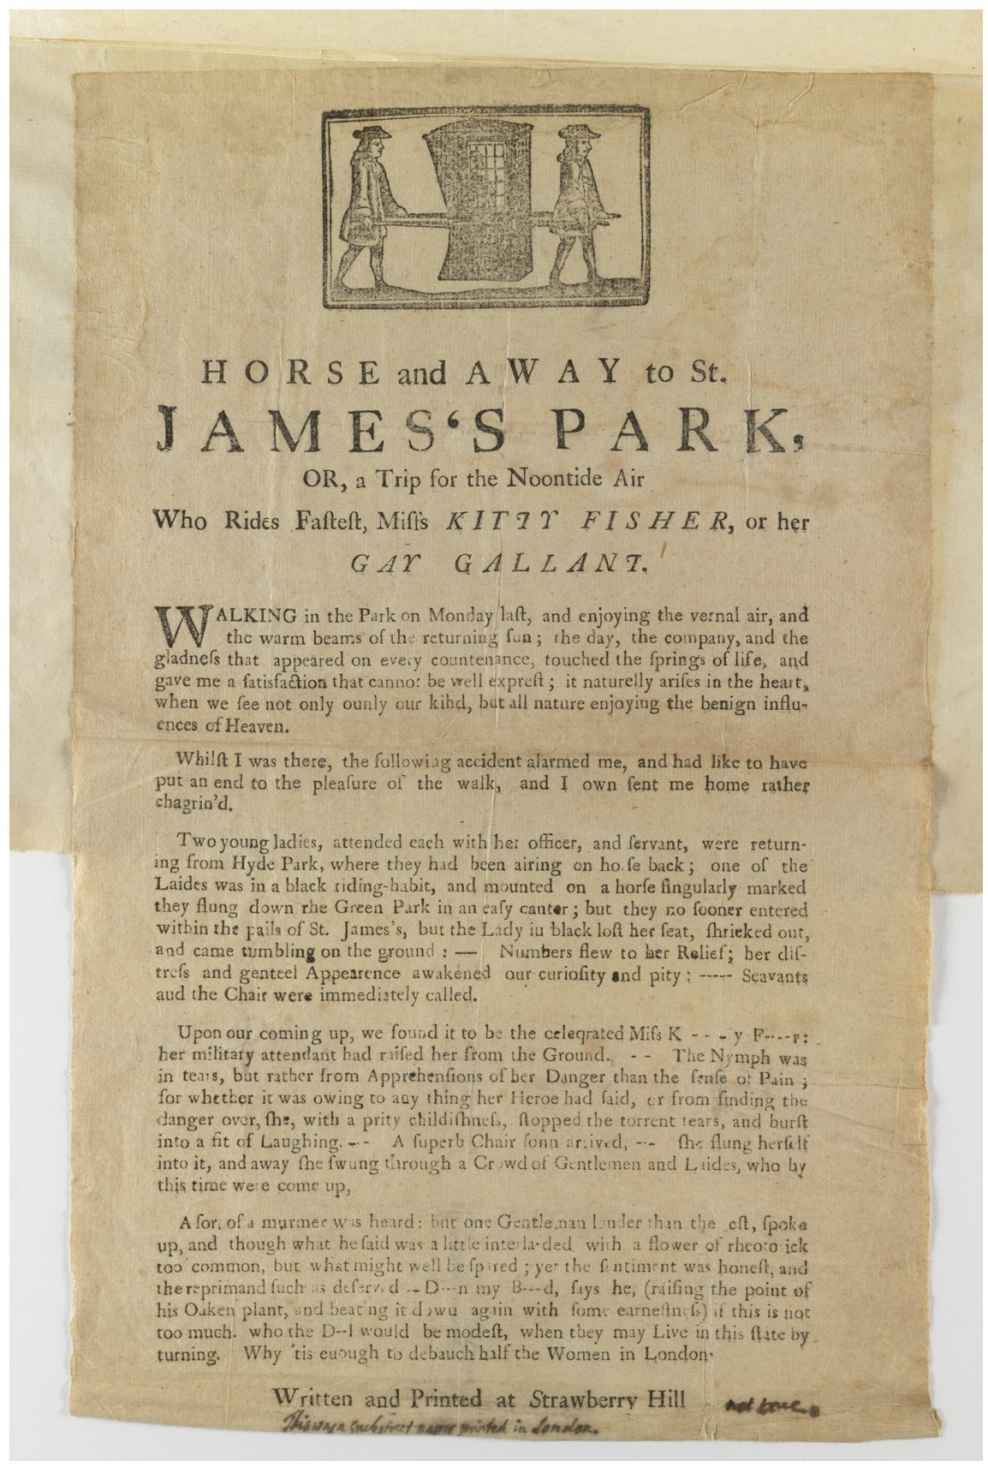 HORSE and AWAY to St.
JAMES‘S PARK,
OR, a Trip for the Noontide Air
Who Rides Faſteſt, Miſs KITTY FISHER, or her
GAY GALLANT.
WALKING in the Park on Monday laſt, and enjoying the vernal air, and
the warm beams of the returning ſun; the day, the company, and the
gladneſs that appeared on every countenance, touched the ſprings of life, and
gave me a ſatisfaction that cannot be well expreſt; it naturelly ariſes in the heart,
when we ſee not only ounly our kihd, but all nature enjoying the benign influ-
ences of Heaven.
Whilſt I was there, the following accident alarmed me, and had like to have
put an end to the pleaſure of the walk, and I own ſent me home rather
chagrin'd.
Two young ladies, attended each with her officer, and ſervant, were return-
ing from Hyde Park, where they had been airing on horſe back; one of the
Laides was in a black riding-habit, and mounted on a horſe ſingularly marked
they flung down rhe Green Park in an eaſy canter; but they no ſooner entered
within the pails of St. James's, but the Lady iu black loſt her ſeat, ſhrieked out,
and came tumbling on the ground : — Numbers flew to her Relief; her diſ-
treſs and genteel Appearence awakened our curioſity and pity; ----- Scavants
aud the Chair were immediately called.
Upon our coming up, we found it to be the celeqrated Miſs K - - - y F----r:
her military attendant had raiſed her from the Ground. - - The Nymph was
in tears, but rather from Apprehenſions of her Danger than the ſenſe of Pain;
for whether it was owing to any thing her Heroe had ſaid, or from finding the
danger over, ſhe, with a prity childiſhneſs, ſtopped the torrent tears, and burſt
into a fit of Laughing. -- A ſuperb Chair ſonn arrived, -- ſhe flung herſelf
into it, and away ſhe ſwung through a Crowd of Gentlemen and Laides, who by
this time were come up,
A ſort of a murmer was heard: but one Gentleman louder than the reſt, ſpoke
up, and though what he ſaid was a little interlarded with a flower of rheotorick
too common, but what might well be ſpared; yet the ſentiment was honeſt, and
the reprimand ſuch as deſerved -- D---n my B---d, ſays he, (raiſing the point of
his Oaken plant, and beating it dowu again with ſome earneſtneſs) if this is not
too much. who the D--l would be modeſt, when they may Live in this ſtate by
turning. Why 'tis euough to debauch half the Women in London.
Written and Printed at Strawberry Hill not true.
This was a Grubstreet paper printed in London.